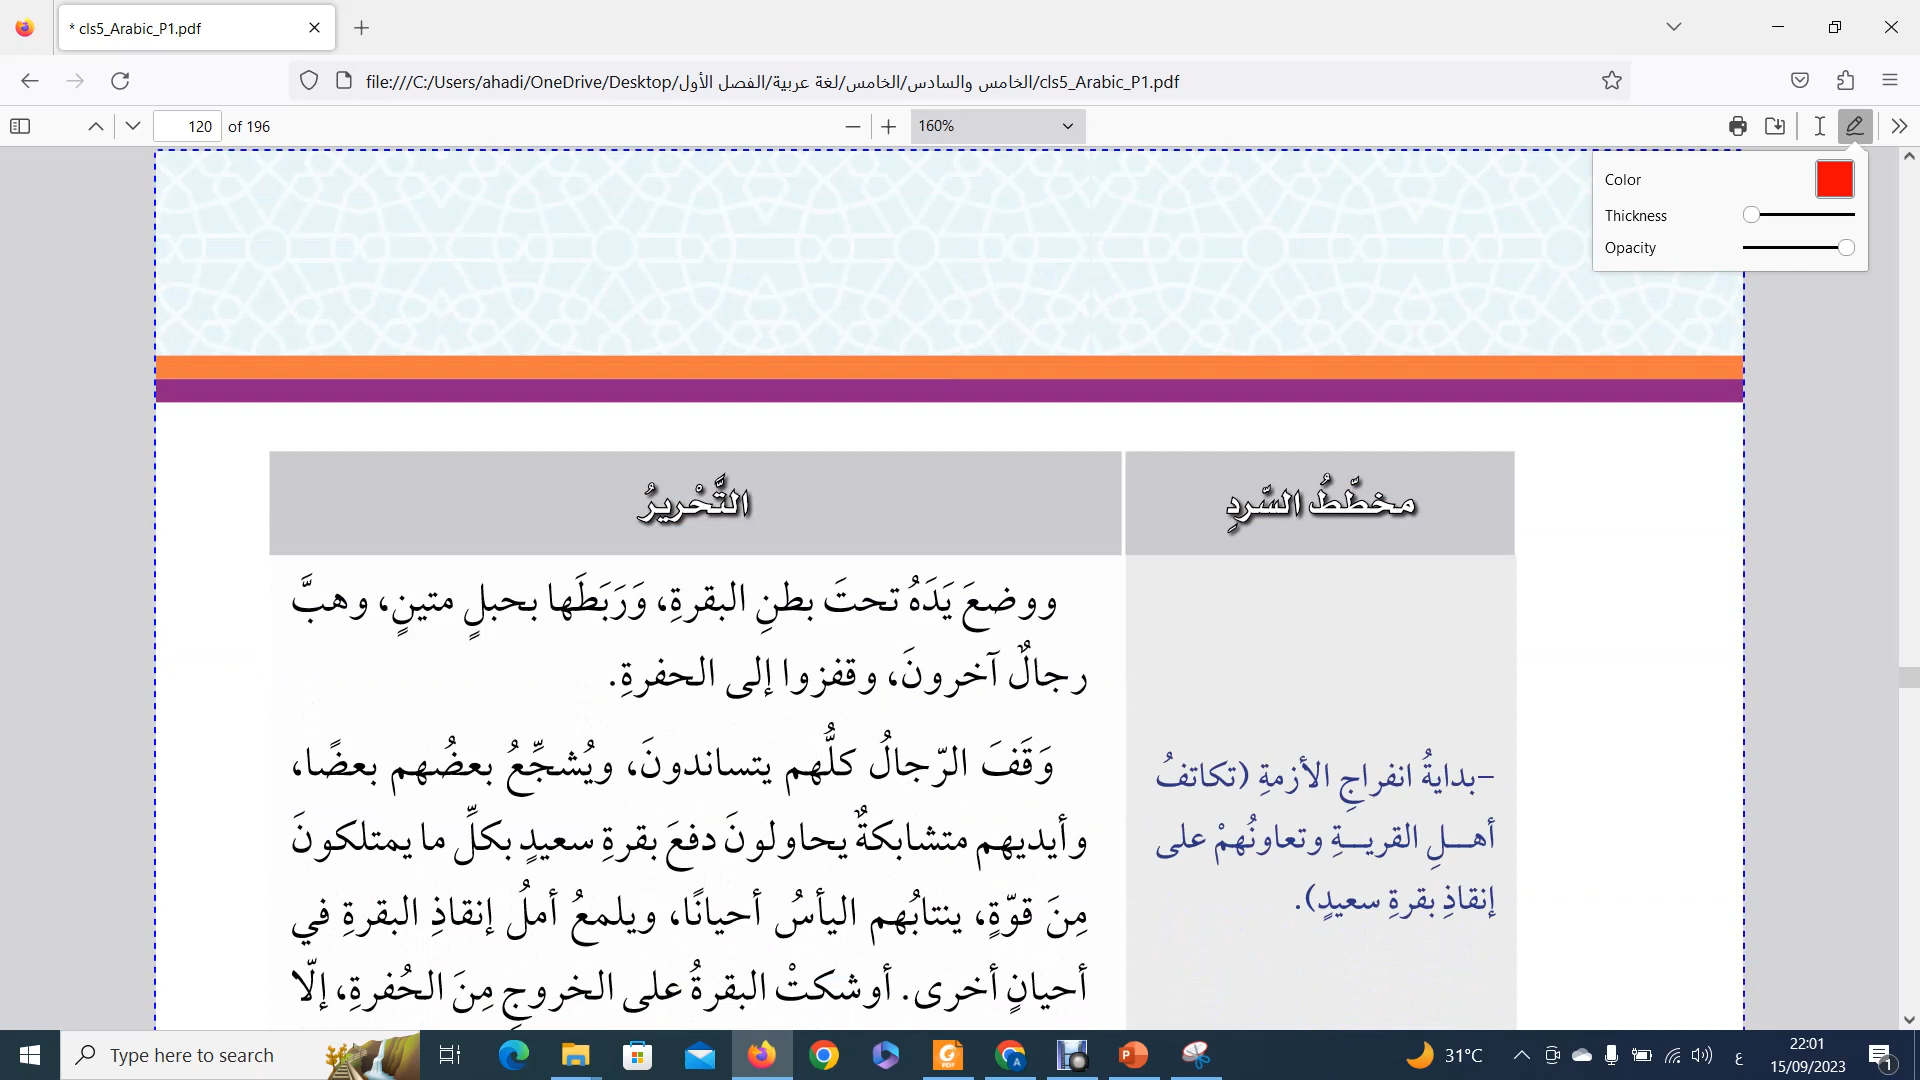 * cls5_Arabic_P1.pdf
file:///C:/Users/ahadi/OneDrive/Desktop/الخامس والسادس/الخامس/لغة عربية/الفصل الأول/cls5_Arabic_P1.pdf
120 of 196
160%
Color
Thickness
Opacity
مخطّطُ السّردِ
التَّحْريرُ
ووضعَ يَدَهُ تحتَ بطنِ البقرةِ، وَرَبَطَها بحبلٍ متينٍ، وهبَّ
رجالٌ آخرونَ، وقفزوا إلى الحفرةِ.
–بدايةُ انفراجِ الأزمةِ (تكاتفُ
أهـلِ القريـةِ وتعاونُهمْ على
إنقاذِ بقرةِ سعيدٍ).
وَقَفَ الرّجالُ كلُّهم يتساندونَ، ويُشجِّعُ بعضُهم بعضًا،
وأيديهم متشابكةٌ يحاولونَ دفعَ بقرةِ سعيدٍ بكلِّ ما يمتلكونَ
مِنَ قوّةٍ، ينتابُهم اليأسُ أحيانًا، ويلمعُ أملُ إنقاذِ البقرةِ في
أحيانٍ أخرى. أوشكتْ البقرةُ على الخروجِ مِنَ الحُفرةِ، إلّا
Type here to search
31°C
ع
22:01
15/09/2023
1